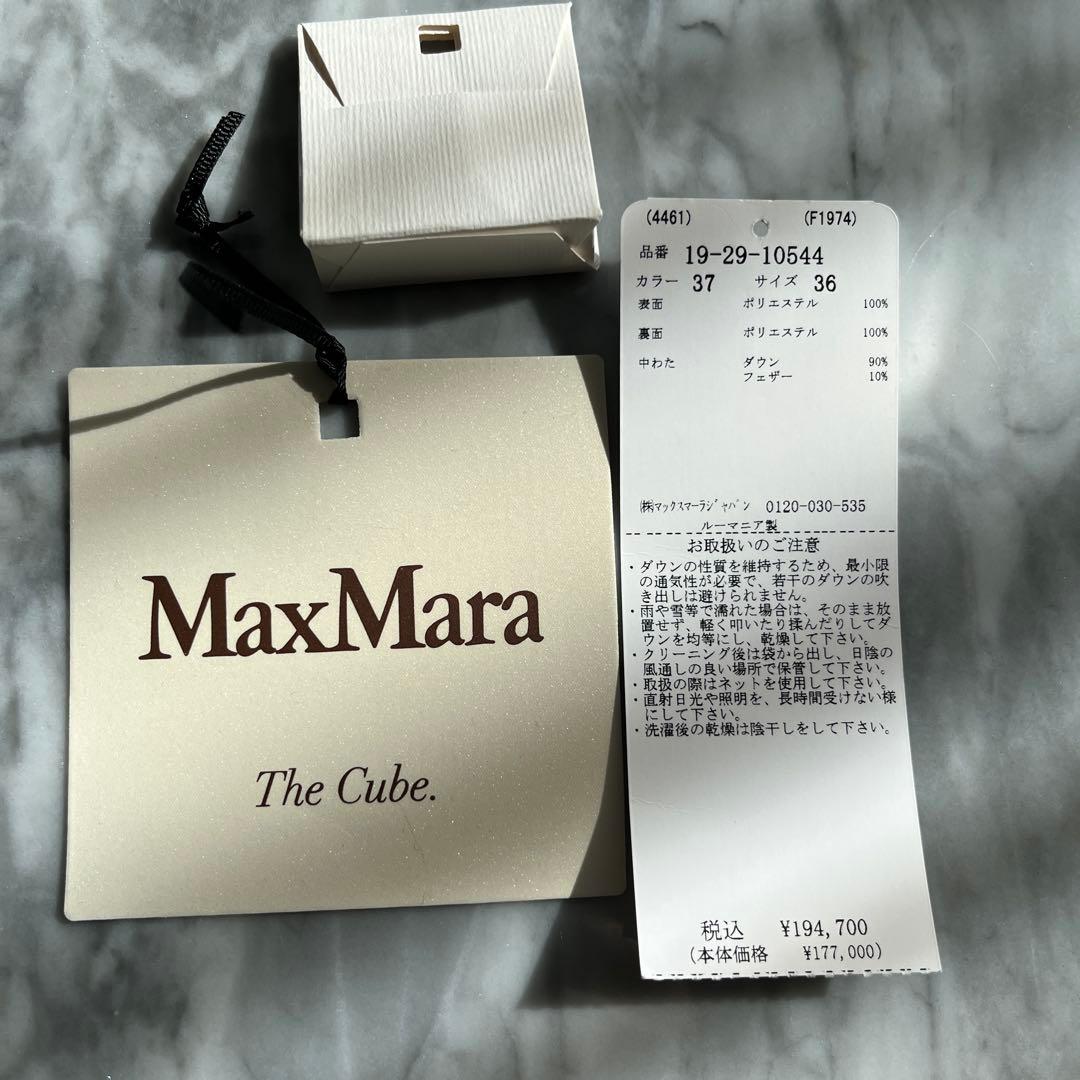 MaxMara
The Cube.
(4461) (F1974)
品番 19-29-10544
カラー 37 サイズ 36
表面 ポリエステル 100%
裏面 ポリエステル 100%
中わた ダウン 90%
フェザー 10%
㈱マックスマーラジャパン 0120-030-535
ルーマニア製
お取扱いのご注意
・ダウンの性質を維持するため、最小限
の通気性が必要で、若干のダウンの吹
き出しは避けられません。
・雨や雪等で濡れた場合は、そのまま放
置せず、軽く叩いたり揉んだりしてダ
ウンを均等にし、乾燥して下さい。
・クリーニング後は袋から出し、日陰の
風通しの良い場所で保管して下さい。
・取扱の際はネットを使用して下さい。
・直射日光や照明を、長時間受けない様
にして下さい。
・洗濯後の乾燥は陰干しをして下さい。
税込 ¥194,700
(本体価格 ¥177,000)